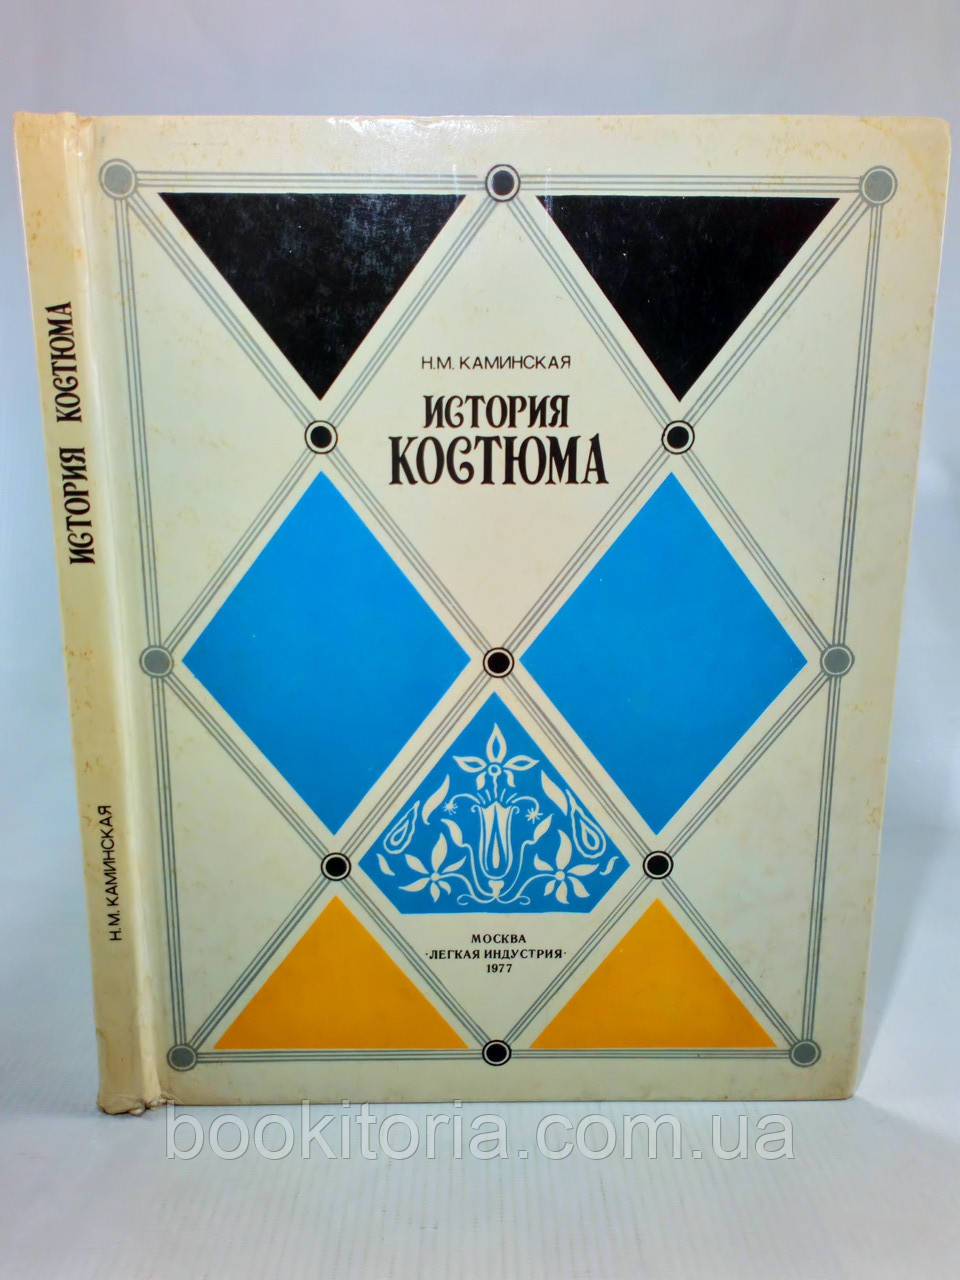 Н.М. КАМИНСКАЯ
ИСТОРИЯ
КОСТЮМА
МОСКВА
·ЛЕГКАЯ ИНДУСТРИЯ·
1977
Н.М. КАМИНСКАЯ ИСТОРИЯ КОСТЮМА
bookitoria.com.ua